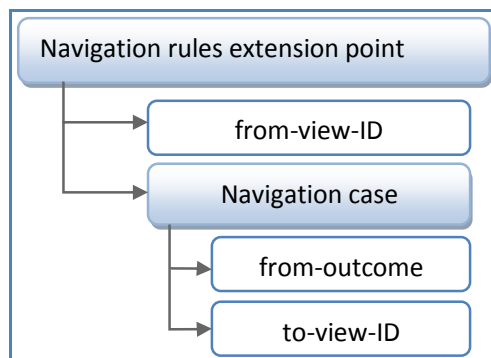 Navigation rules extension point
from-view-ID
Navigation case
from-outcome
to-view-ID